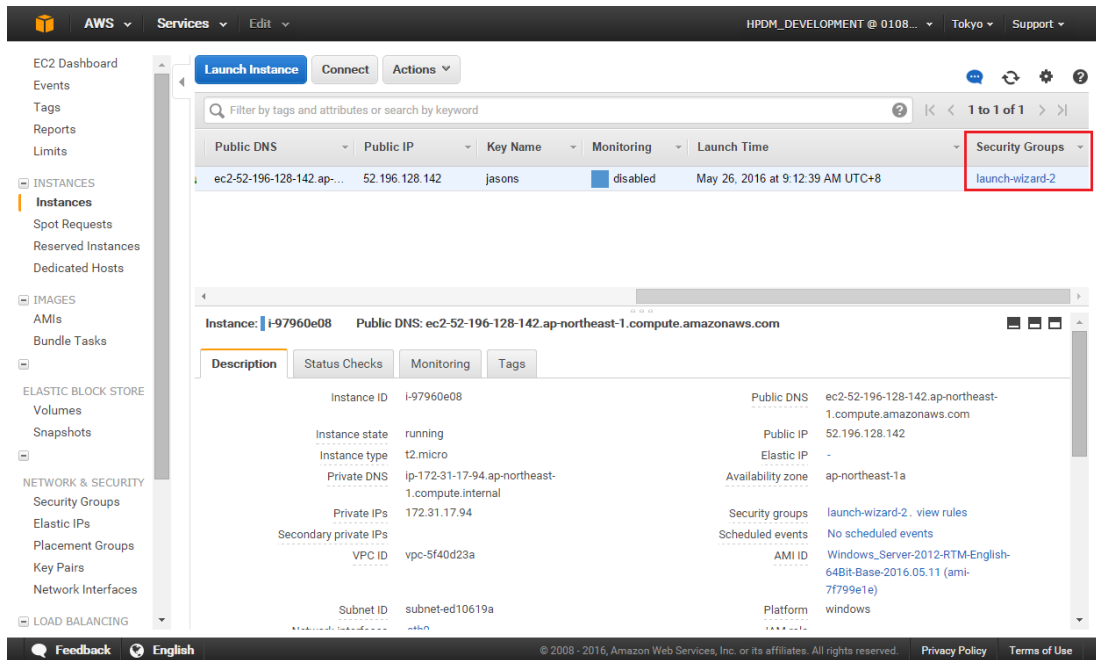 AWS Services Edit HPDM_DEVELOPMENT @ 0108... Tokyo Support
EC2 Dashboard
Events
Tags
Reports
Limits
INSTANCES
Instances
Spot Requests
Reserved Instances
Dedicated Hosts
IMAGES
AMIs
Bundle Tasks
ELASTIC BLOCK STORE
Volumes
Snapshots
NETWORK & SECURITY
Security Groups
Elastic IPs
Placement Groups
Key Pairs
Network Interfaces
LOAD BALANCING
Launch Instance Connect Actions
Filter by tags and attributes or search by keyword 1 to 1 of 1
Public DNS Public IP Key Name Monitoring Launch Time Security Groups
ec2-52-196-128-142.ap-... 52.196.128.142 jasons disabled May 26, 2016 at 9:12:39 AM UTC+8 launch-wizard-2
Instance: i-97960e08 Public DNS: ec2-52-196-128-142.ap-northeast-1.compute.amazonaws.com
Description Status Checks Monitoring Tags
Instance ID i-97960e08
Instance state running
Instance type t2.micro
Private DNS ip-172-31-17-94.ap-northeast-
1.compute.internal
Private IPs 172.31.17.94
Secondary private IPs
VPC ID vpc-5f40d23a
Subnet ID subnet-ed10619a
Network interfaces eth0
Public DNS ec2-52-196-128-142.ap-northeast-
1.compute.amazonaws.com
Public IP 52.196.128.142
Elastic IP -
Availability zone ap-northeast-1a
Security groups launch-wizard-2. view rules
Scheduled events No scheduled events
AMI ID Windows_Server-2012-RTM-English-
64Bit-Base-2016.05.11 (ami-
7f799e1e)
Platform windows
IAM role
Feedback English © 2008 - 2016, Amazon Web Services, Inc. or its affiliates. All rights reserved. Privacy Policy Terms of Use